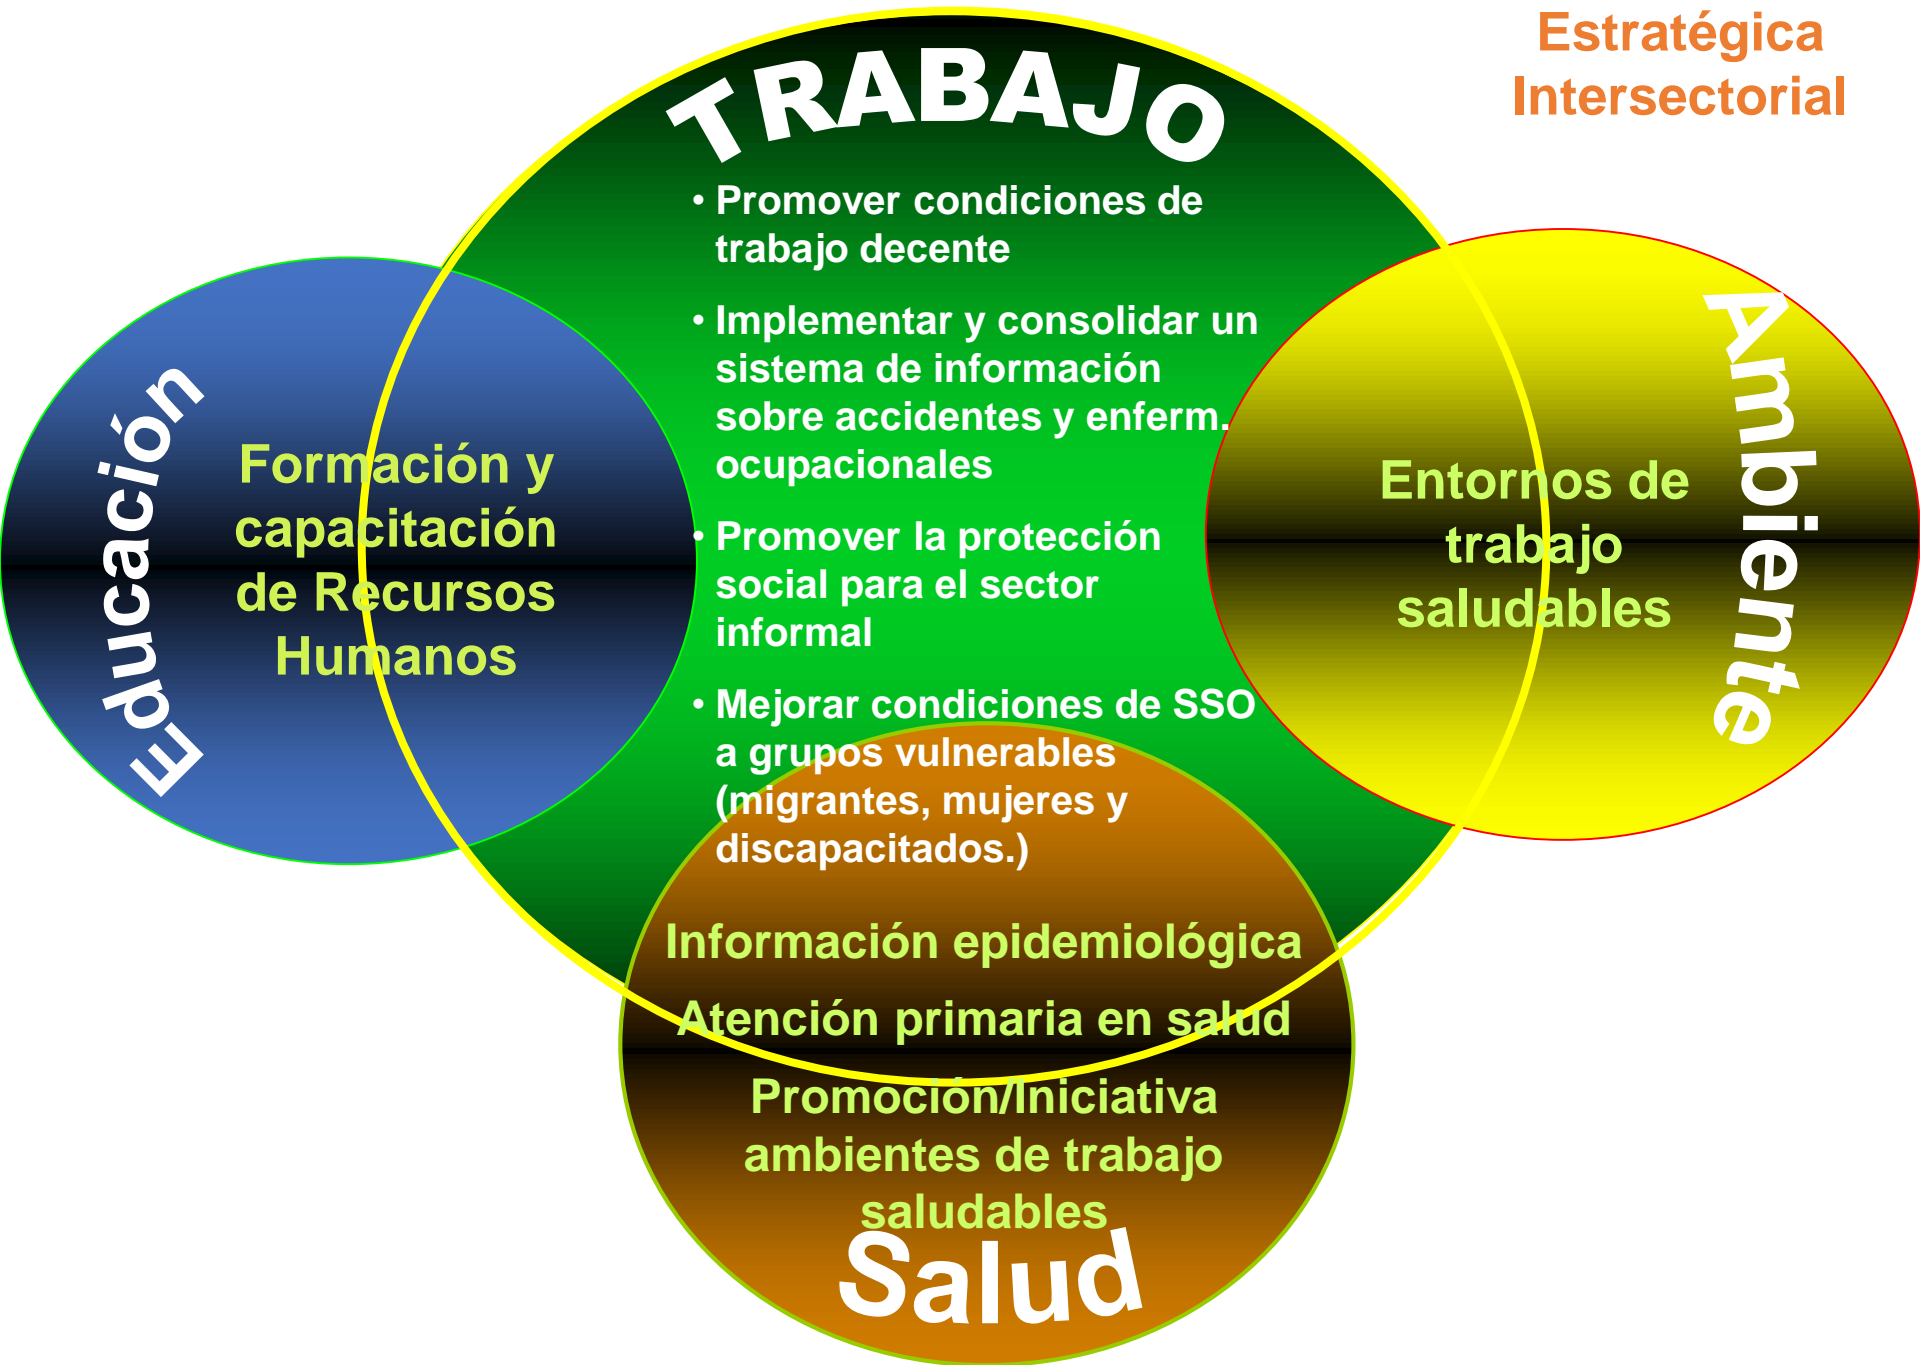 Estratégica
Intersectorial
TRABAJO
• Promover condiciones de
trabajo decente
• Implementar y consolidar un
sistema de información
sobre accidentes y enferm.
ocupacionales
• Promover la protección
social para el sector
informal
• Mejorar condiciones de SSO
a grupos vulnerables
(migrantes, mujeres y
discapacitados.)
Educación
Formación y
capacitación
de Recursos
Humanos
Entornos de
trabajo
saludables
Ambiente
Información epidemiológica
Atención primaria en salud
Promoción/Iniciativa
ambientes de trabajo
saludables
Salud